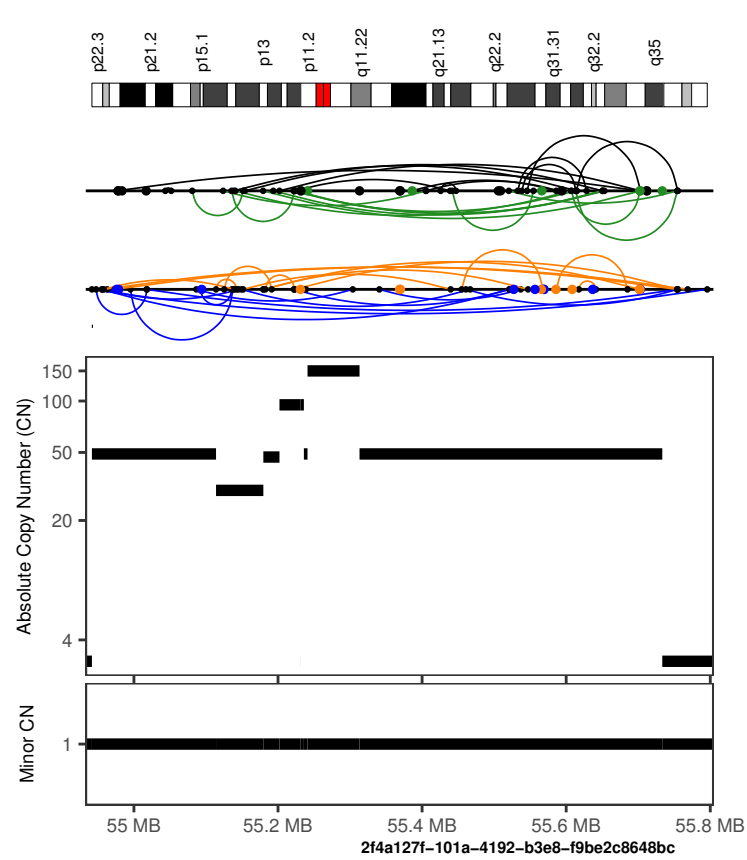 p22.3 p21.2 p15.1 p13 p11.2 q11.22 q21.13 q22.2 q31.31 q32.2 q35
150
100
50
20
4
Absolute Copy Number (CN)
1
Minor CN
55 MB 55.2 MB 55.4 MB 55.6 MB 55.8 MB
2f4a127f−101a−4192−b3e8−f9be2c8648bc